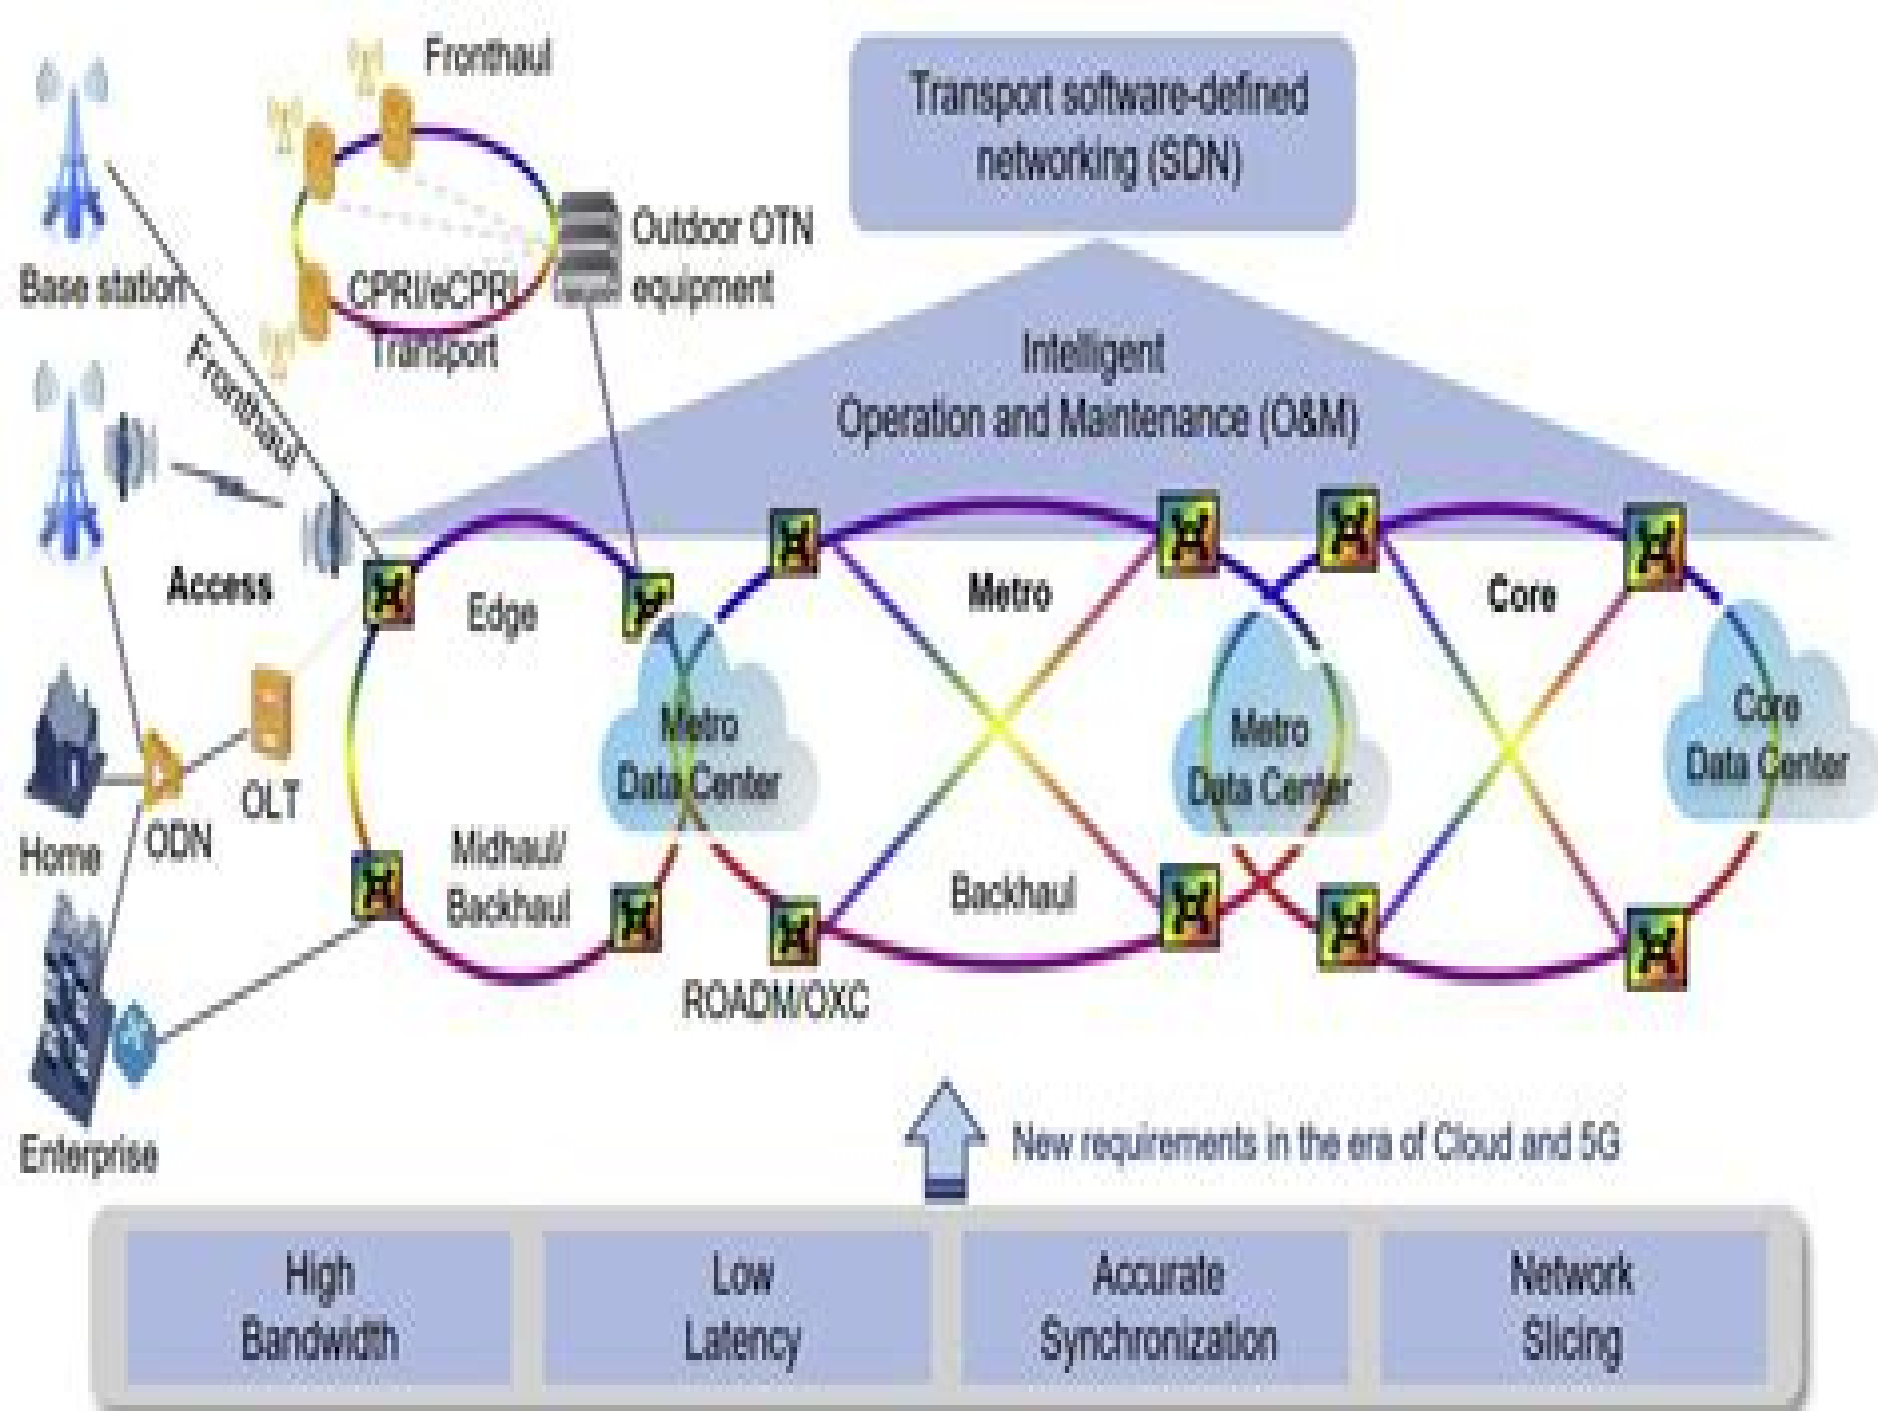 Fronthaul
Transport software-defined
networking (SDN)
Outdoor OTN
equipment
Base station
CPRI/eCPRI
Transport
Fronthaul
Intelligent
Operation and Maintenance (O&M)
Access
Edge
Metro
Core
Metro
Data Center
Metro
Data Center
Core
Data Center
OLT
ODN
Home
Midhaul/
Backhaul
Backhaul
ROADM/OXC
Enterprise
New requirements in the era of Cloud and 5G
High
Bandwidth
Low
Latency
Accurate
Synchronization
Network
Slicing